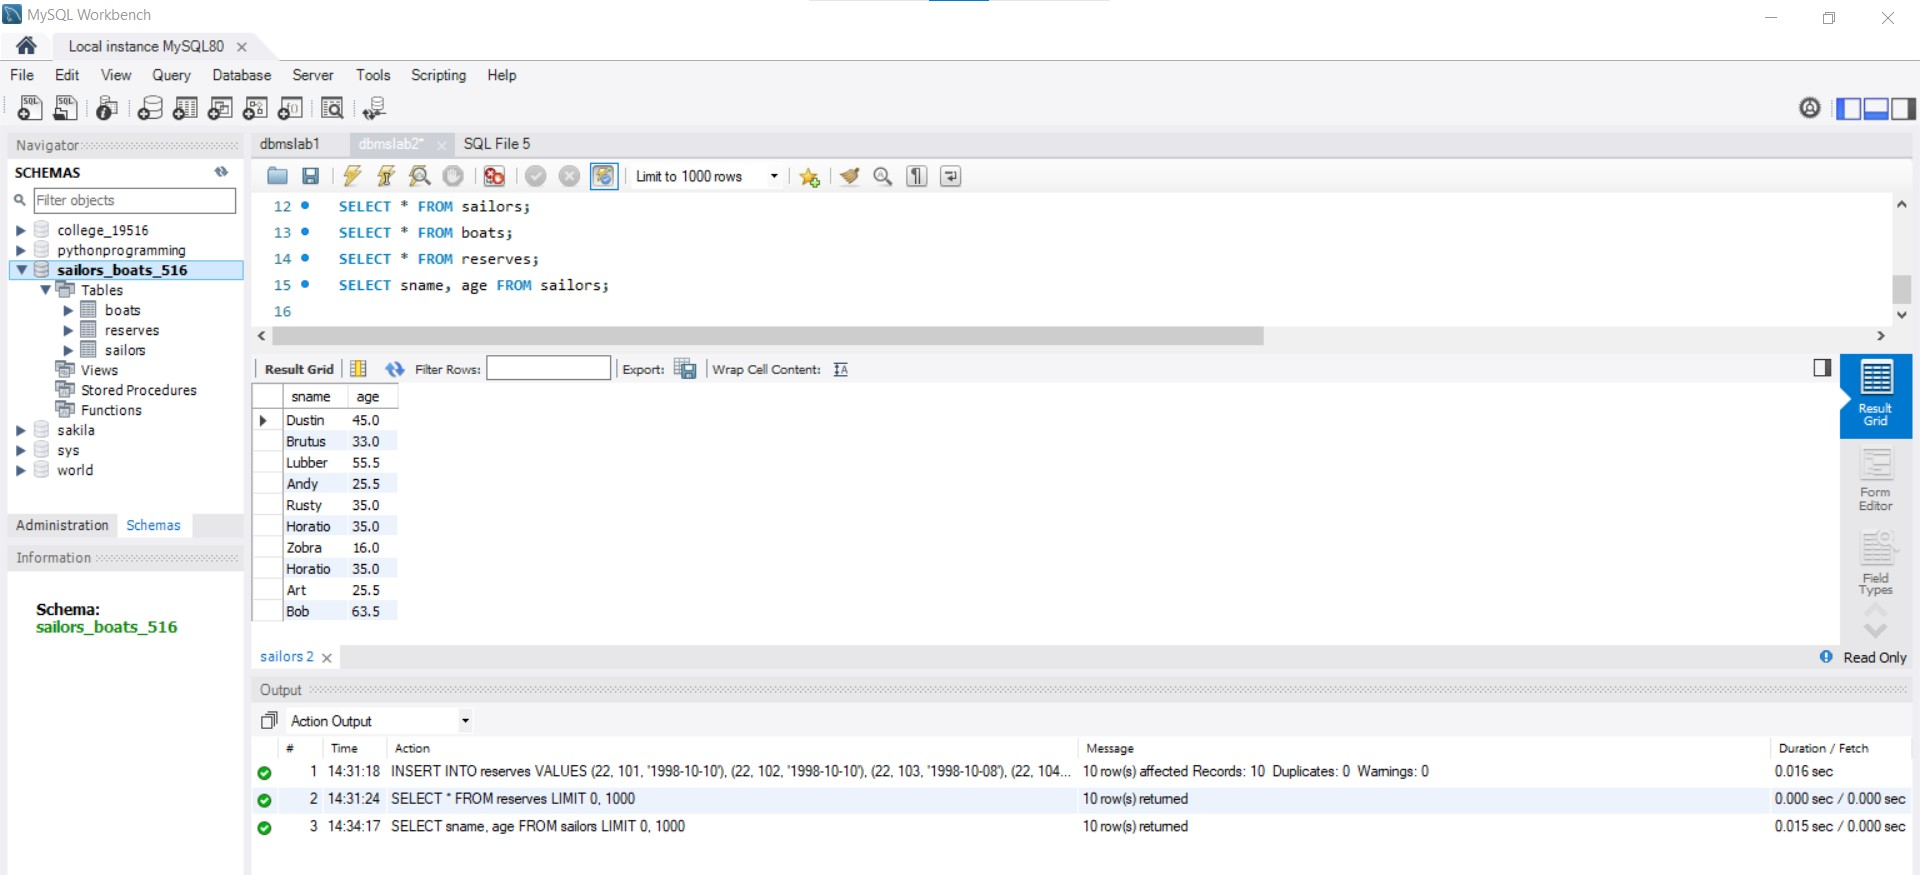 MySQL Workbench
Local instance MySQL80
File Edit View Query Database Server Tools Scripting Help
Navigator
SCHEMAS
Filter objects
college_19516
pythonprogramming
sailors_boats_516
Tables
boats
reserves
sailors
Views
Stored Procedures
Functions
sakila
sys
world
Administration Schemas
Information
Schema:
sailors_boats_516
dbmslab1 dbmslab2* SQL File 5
Limit to 1000 rows
12 SELECT * FROM sailors;
13 SELECT * FROM boats;
14 SELECT * FROM reserves;
15 SELECT sname, age FROM sailors;
16
Result Grid Filter Rows: Export: Wrap Cell Content:
sname age
Dustin 45.0
Brutus 33.0
Lubber 55.5
Andy 25.5
Rusty 35.0
Horatio 35.0
Zobra 16.0
Horatio 35.0
Art 25.5
Bob 63.5
Result
Grid
Form
Editor
Field
Types
sailors 2
Read Only
Output
Action Output
# Time Action Message Duration / Fetch
1 14:31:18 INSERT INTO reserves VALUES (22, 101, '1998-10-10'), (22, 102, '1998-10-10'), (22, 103, '1998-10-08'), (22, 104... 10 row(s) affected Records: 10 Duplicates: 0 Warnings: 0 0.016 sec
2 14:31:24 SELECT * FROM reserves LIMIT 0, 1000 10 row(s) returned 0.000 sec / 0.000 sec
3 14:34:17 SELECT sname, age FROM sailors LIMIT 0, 1000 10 row(s) returned 0.015 sec / 0.000 sec